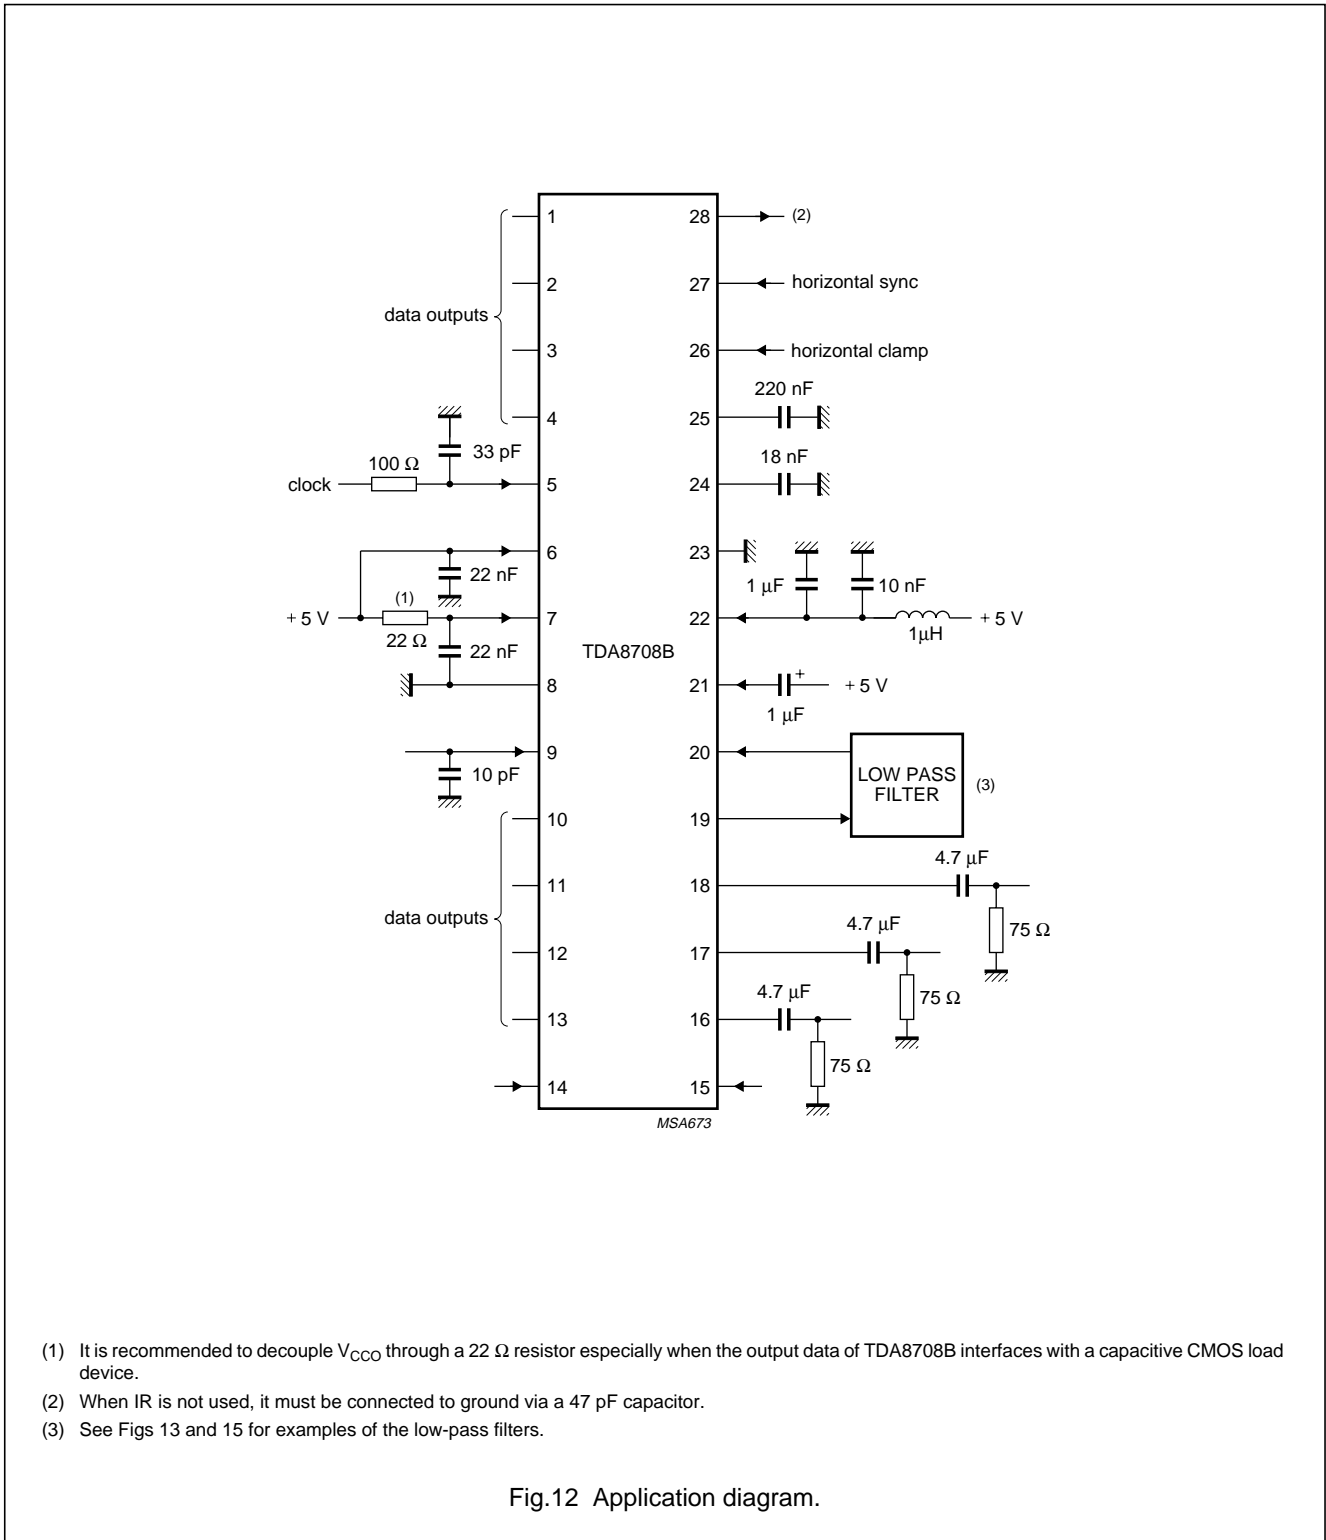 1
28
(2)
2
27
horizontal sync
data outputs
3
26
horizontal clamp
220 nF
4
25
33 pF
18 nF
100 Ω
clock
5
24
6
23
22 nF
1 µF
10 nF
(1)
+ 5 V
7
22
+ 5 V
22 Ω
1µH
22 nF
TDA8708B
8
21
+
+ 5 V
1 µF
9
20
10 pF
LOW PASS
FILTER
(3)
10
19
4.7 µF
11
18
data outputs
4.7 µF
75 Ω
12
17
4.7 µF
75 Ω
13
16
75 Ω
14
15
MSA673
(1) It is recommended to decouple VCCO through a 22 Ω resistor especially when the output data of TDA8708B interfaces with a capacitive CMOS load
device.
(2) When IR is not used, it must be connected to ground via a 47 pF capacitor.
(3) See Figs 13 and 15 for examples of the low-pass filters.
Fig.12 Application diagram.